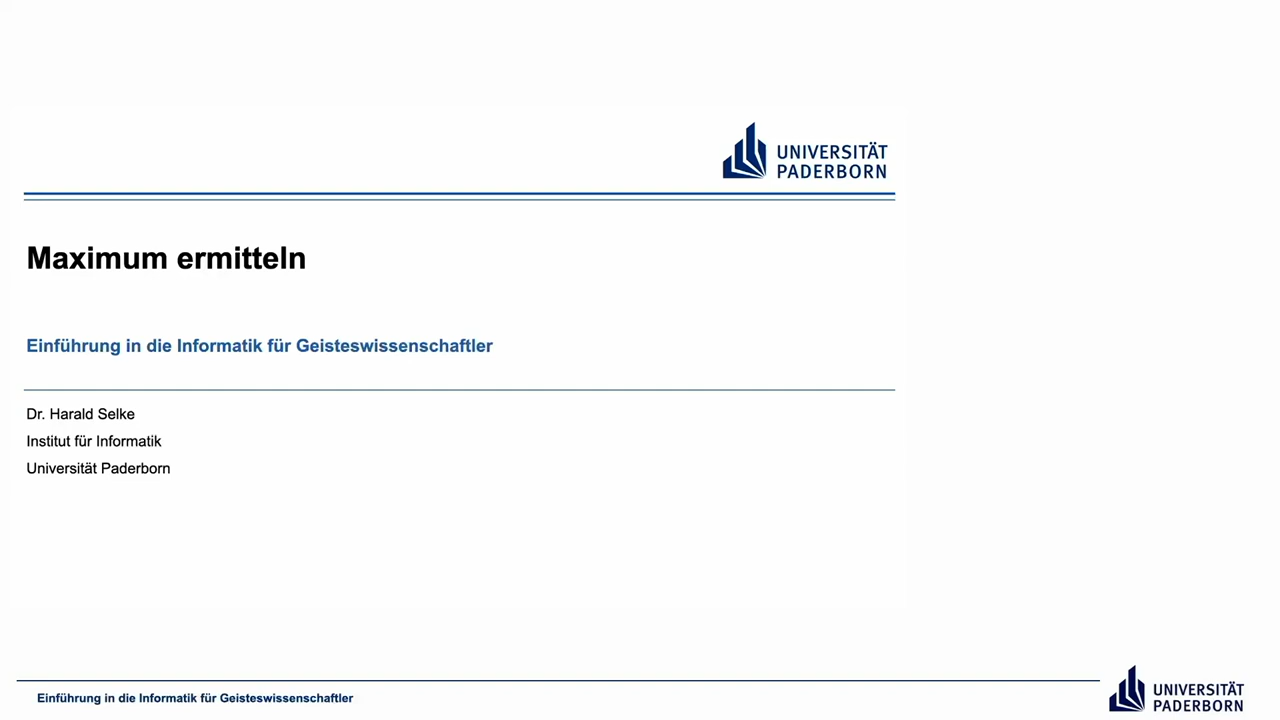 UNIVERSITÄT
PADERBORN
Maximum ermitteln
Einführung in die Informatik für Geisteswissenschaftler
Dr. Harald Selke
Institut für Informatik
Universität Paderborn
Einführung in die Informatik für Geisteswissenschaftler
UNIVERSITÄT
PADERBORN